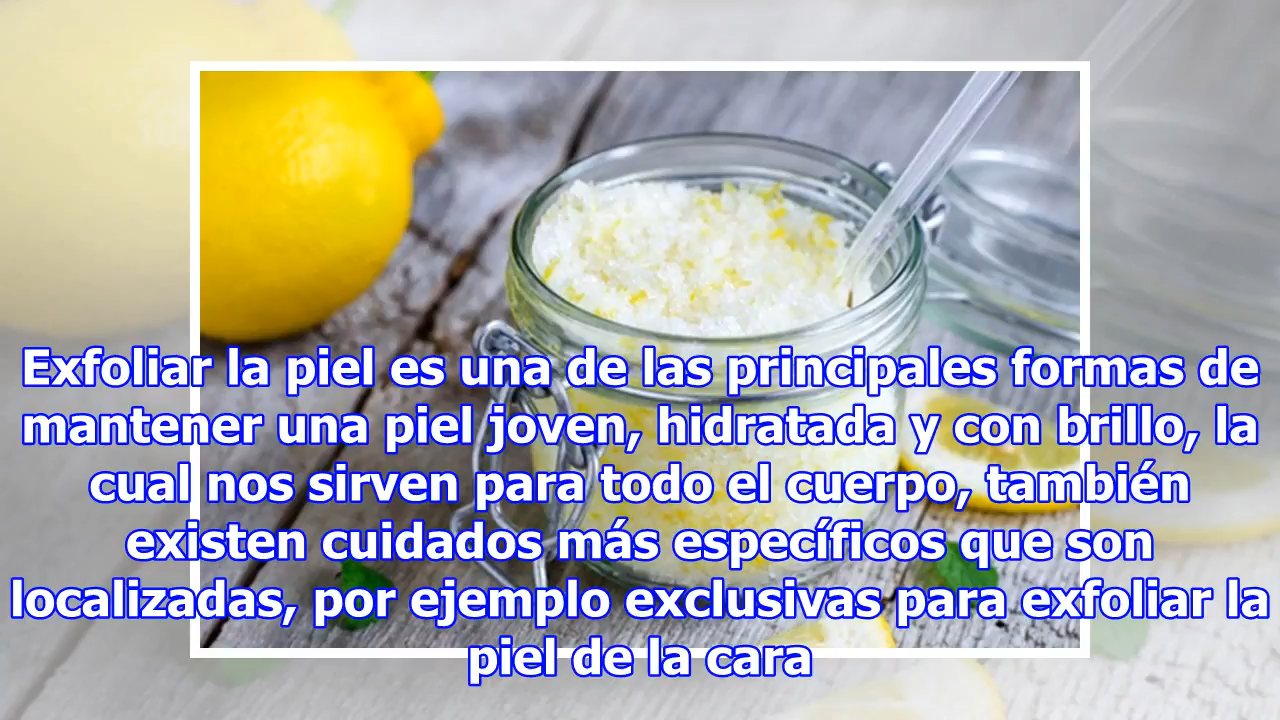 Exfoliar la piel es una de las principales formas de
mantener una piel joven, hidratada y con brillo, la
cual nos sirven para todo el cuerpo, también
existen cuidados más específicos que son
localizadas, por ejemplo exclusivas para exfoliar la
piel de la cara